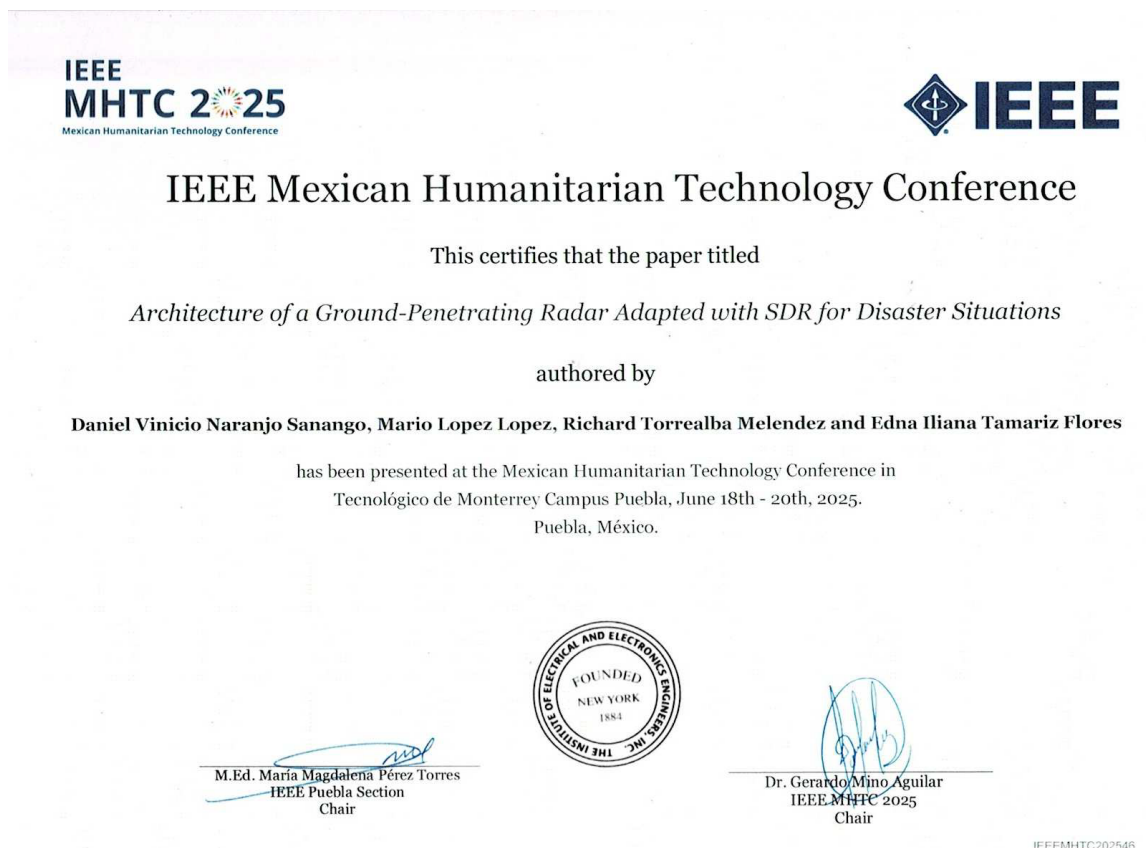 IEEE
MHTC 2025
Mexican Humanitarian Technology Conference
IEEE
IEEE Mexican Humanitarian Technology Conference
This certifies that the paper titled
Architecture of a Ground-Penetrating Radar Adapted with SDR for Disaster Situations
authored by
Daniel Vinicio Naranjo Sanango, Mario Lopez Lopez, Richard Torrealba Melendez and Edna Iliana Tamariz Flores
has been presented at the Mexican Humanitarian Technology Conference in
Tecnológico de Monterrey Campus Puebla, June 18th - 20th, 2025.
Puebla, México.
THE INSTITUTE OF ELECTRICAL AND ELECTRONICS ENGINEERS, INC.
FOUNDED
NEW YORK
1884
M.Ed. María Magdalena Pérez Torres
IEEE Puebla Section
Chair
Dr. Gerardo Mino Aguilar
IEEE MHTC 2025
Chair
IEEEMHTC202546